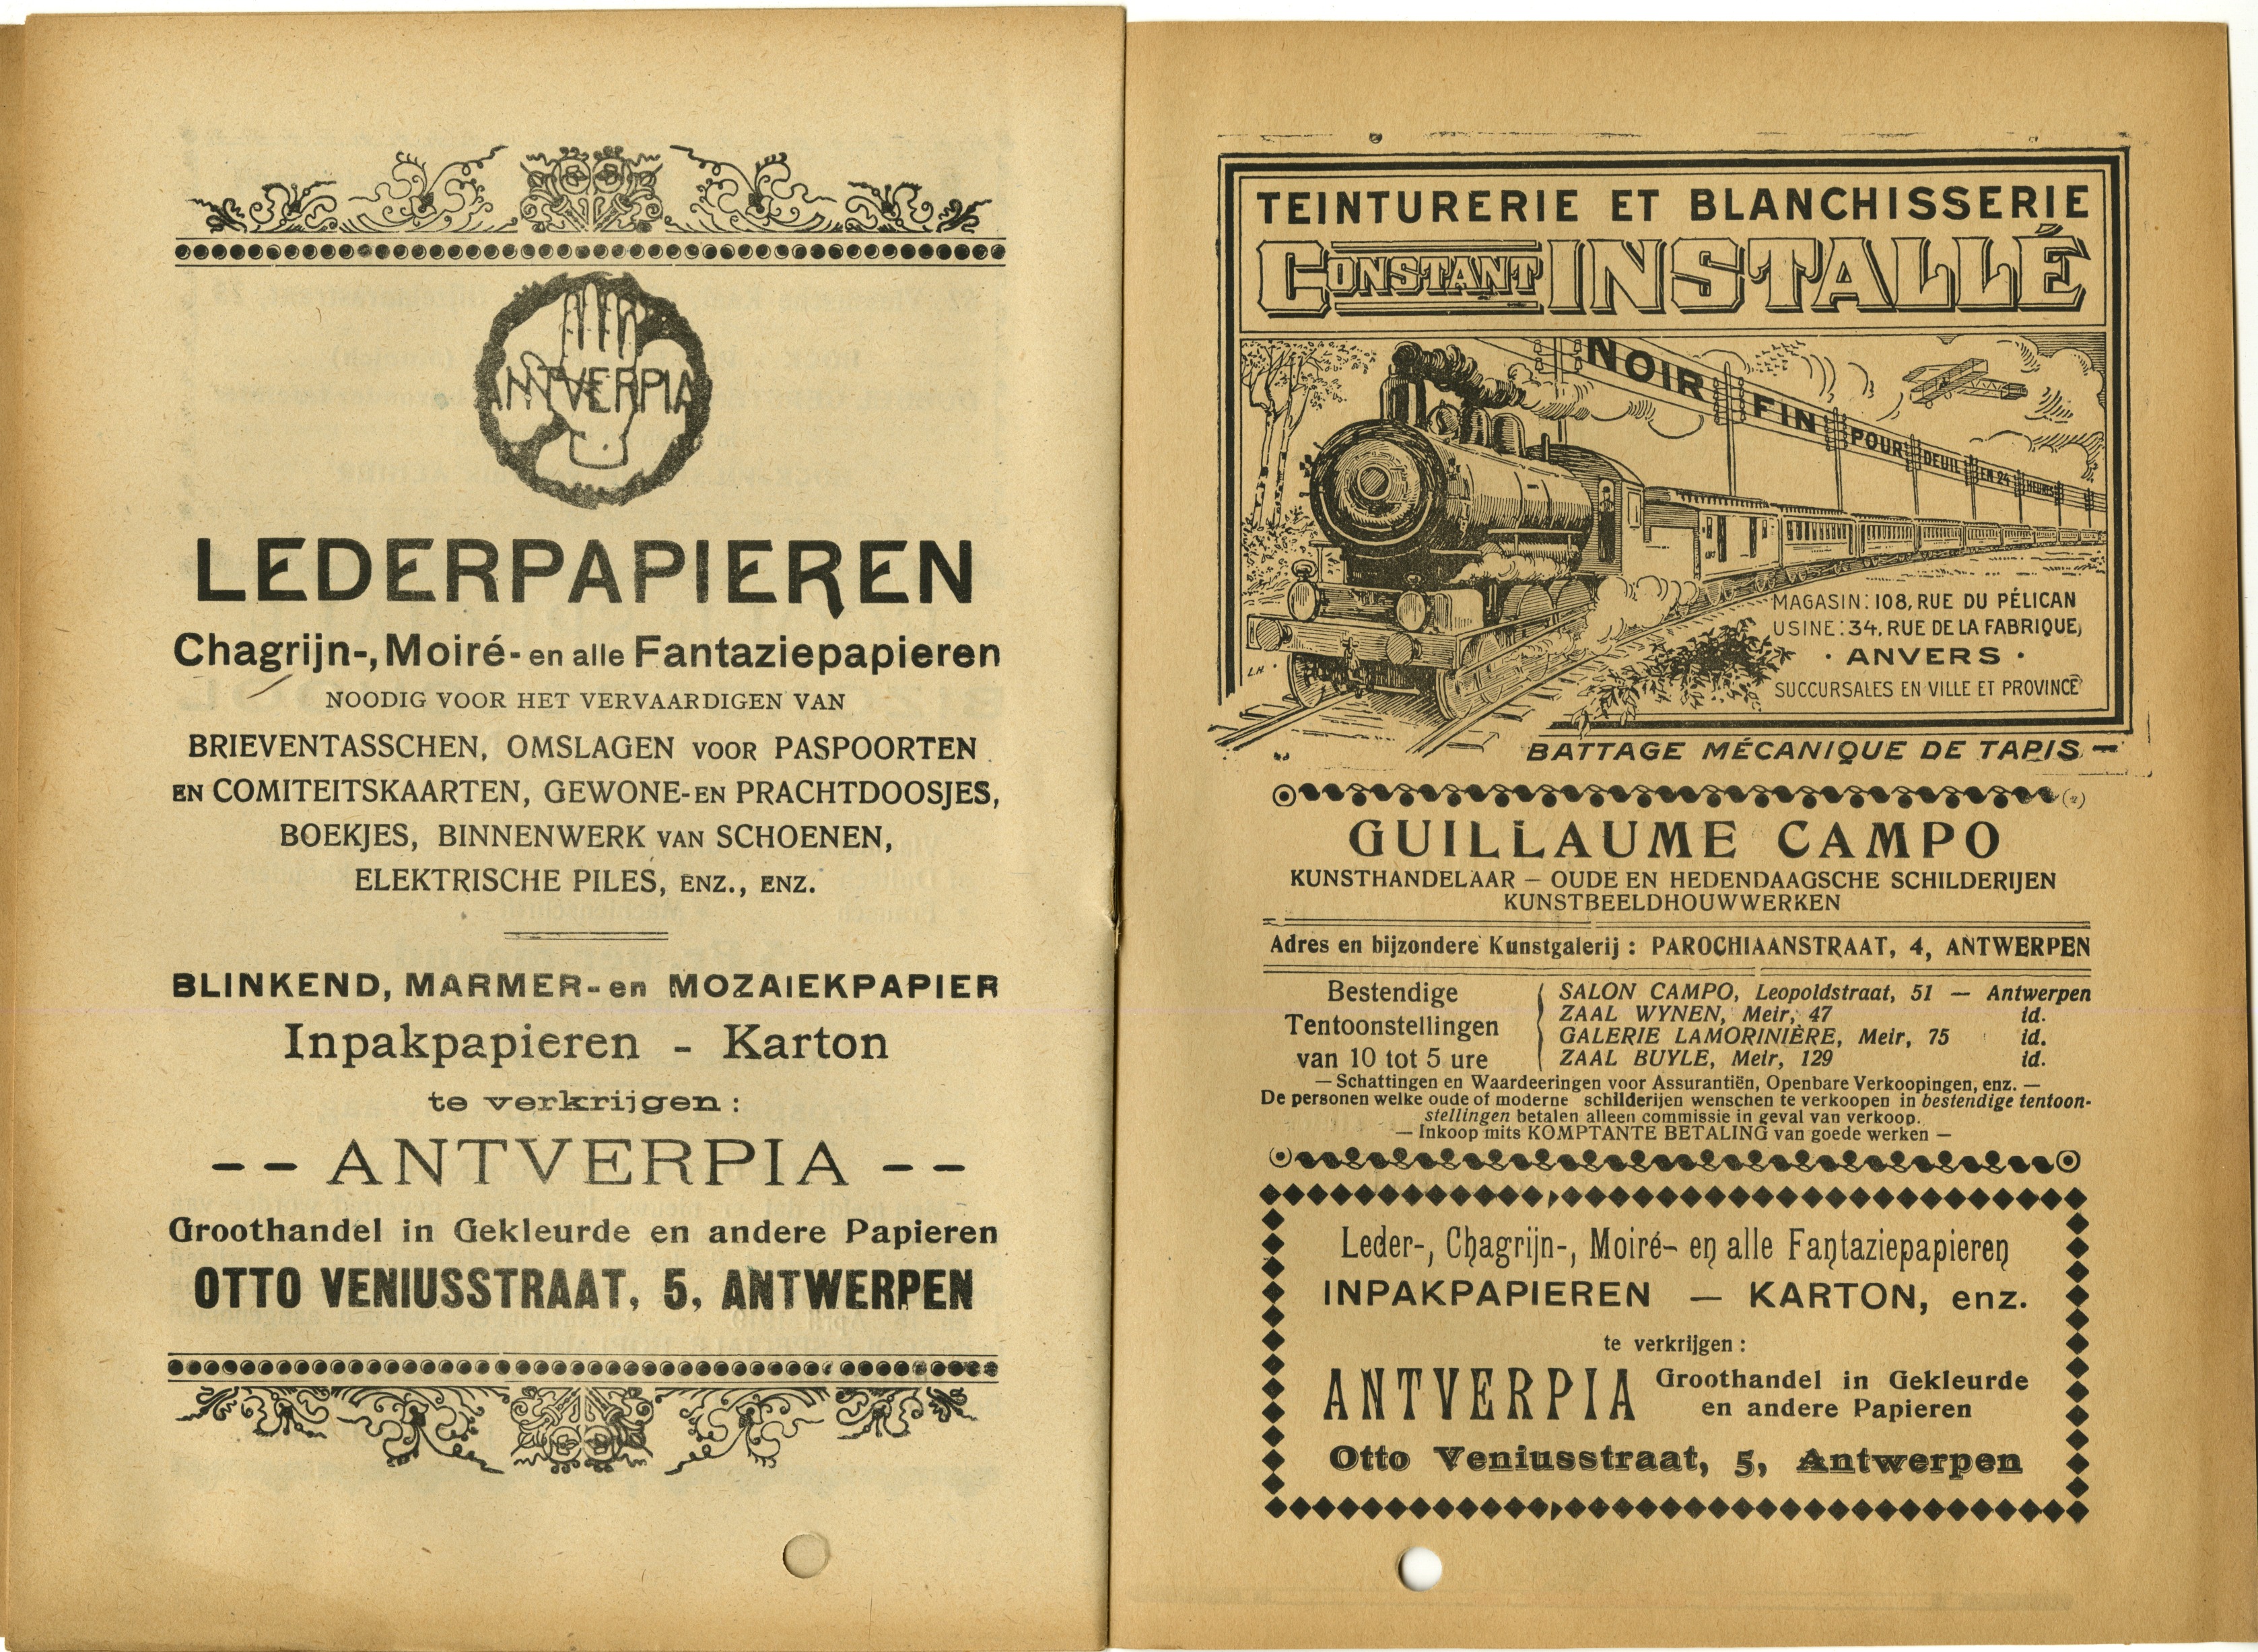 ANTVERPIA
LEDERPAPIEREN
Chagrijn-, Moiré- en alle Fantaziepapieren
NOODIG VOOR HET VERVAARDIGEN VAN
BRIEVENTASSCHEN, OMSLAGEN VOOR PASPOORTEN
EN COMITEITSKAARTEN, GEWONE- EN PRACHTDOOSJES,
BOEKJES, BINNENWERK VAN SCHOENEN,
ELEKTRISCHE PILES, ENZ., ENZ.
BLINKEND, MARMER- en MOZAIEKPAPIER
Inpakpapieren - Karton
te verkrijgen :
-- ANTVERPIA --
Groothandel in Gekleurde en andere Papieren
OTTO VENIUSSTRAAT, 5, ANTWERPEN
TEINTURERIE ET BLANCHISSERIE
CONSTANT INSTALLÉ
NOIR FIN POUR DEUIL EN 24 HEURES
MAGASIN: 108, RUE DU PÉLICAN
USINE: 34, RUE DE LA FABRIQUE,
· ANVERS ·
SUCCURSALES EN VILLE ET PROVINCE
L.H.
BATTAGE MÉCANIQUE DE TAPIS —
GUILLAUME CAMPO
KUNSTHANDELAAR — OUDE EN HEDENDAAGSCHE SCHILDERIJEN
KUNSTBEELDHOUWWERKEN
Adres en bijzondere Kunstgalerij : PAROCHIAANSTRAAT, 4, ANTWERPEN
Bestendige
Tentoonstellingen
van 10 tot 5 ure
SALON CAMPO, Leopoldstraat, 51 — Antwerpen
ZAAL WYNEN, Meir, 47 id.
GALERIE LAMORINIÈRE, Meir, 75 id.
ZAAL BUYLE, Meir, 129 id.
— Schattingen en Waardeeringen voor Assurantiën, Openbare Verkoopingen, enz. —
De personen welke oude of moderne schilderijen wenschen te verkoopen in bestendige tentoon-
stellingen betalen alleen commissie in geval van verkoop.
— Inkoop mits KOMPTANTE BETALING van goede werken —
Leder-, Chagrijn-, Moiré- en alle Fantaziepapieren
INPAKPAPIEREN — KARTON, enz.
te verkrijgen :
ANTVERPIA Groothandel in Gekleurde
en andere Papieren
Otto Veniusstraat, 5, Antwerpen